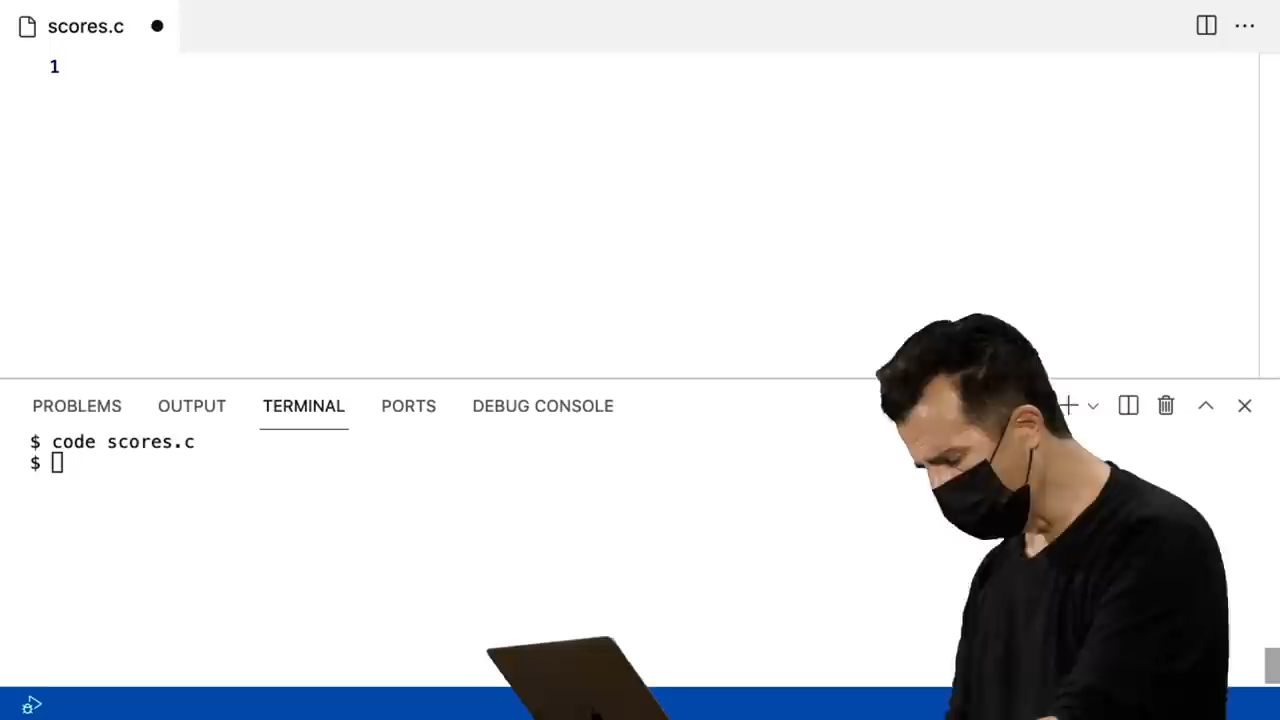 scores.c
1
PROBLEMS OUTPUT TERMINAL PORTS DEBUG CONSOLE
$ code scores.c
$